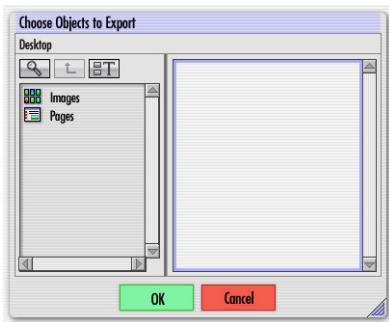 Choose Objects to Export
Desktop
T
Images
Pages
OK
Cancel